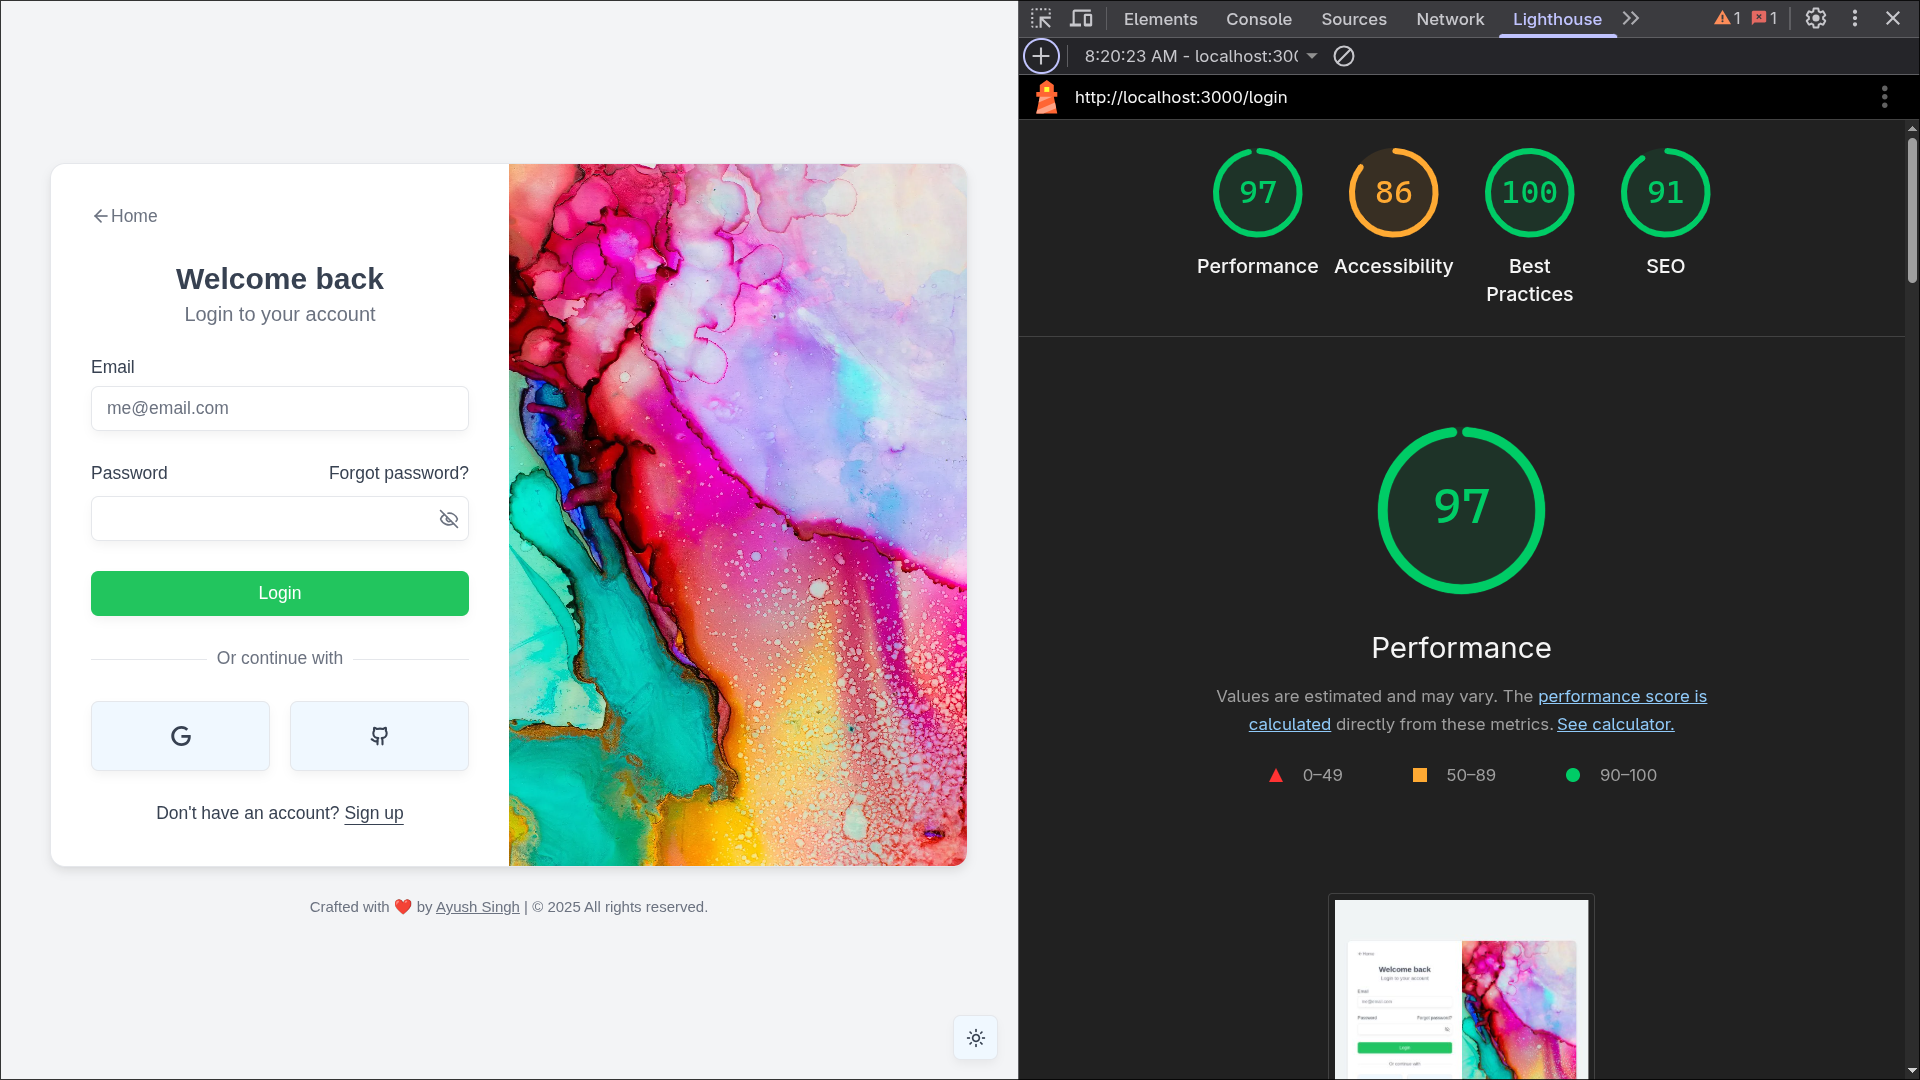 Home
Welcome back
Login to your account
Email
me@email.com
Password Forgot password?
Login
Or continue with
Don't have an account? Sign up
Crafted with ❤️ by Ayush Singh | © 2025 All rights reserved.
Elements Console Sources Network Lighthouse 1 1
8:20:23 AM - localhost:300
http://localhost:3000/login
97 86 100 91
Performance Accessibility Best Practices SEO
97
Performance
Values are estimated and may vary. The performance score is
calculated directly from these metrics. See calculator.
0–49 50–89 90–100
Home
Welcome back
Login to your account
Email
me@email.com
Password Forgot password?
Login
Or continue with